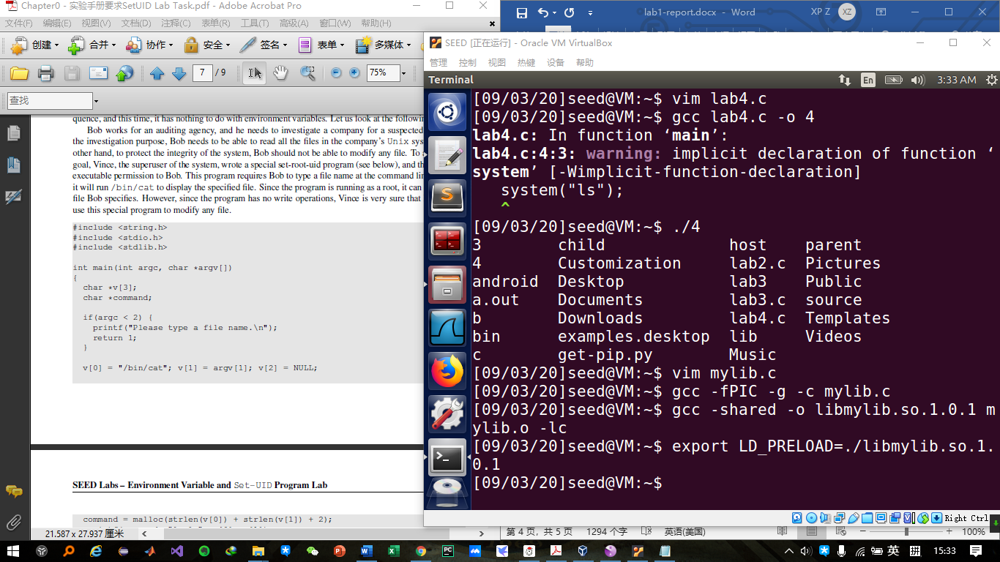 Chapter0 - 实验手册要求SetUID Lab Task.pdf - Adobe Acrobat Pro
文件(F) 编辑(E) 视图(V) 文档(D) 注释(C) 表单(R) 工具(T) 高级(A) 窗口(W) 帮助(H)
创建 合并 协作 安全 签名 表单 多媒体
7 / 9 75%
查找
quence, and this time, it has nothing to do with environment variables. Let us look at the followin
Bob works for an auditing agency, and he needs to investigate a company for a suspected
the investigation purpose, Bob needs to be able to read all the files in the company's Unix sys
other hand, to protect the integrity of the system, Bob should not be able to modify any file. To
goal, Vince, the superuser of the system, wrote a special set-root-uid program (see below), and th
executable permission to Bob. This program requires Bob to type a file name at the command lin
it will run /bin/cat to display the specified file. Since the program is running as a root, it can
file Bob specifies. However, since the program has no write operations, Vince is very sure that
use this special program to modify any file.
#include <string.h>
#include <stdio.h>
#include <stdlib.h>
int main(int argc, char *argv[])
{
char *v[3];
char *command;
if(argc < 2) {
printf("Please type a file name.\n");
return 1;
}
v[0] = "/bin/cat"; v[1] = argv[1]; v[2] = NULL;
SEED Labs – Environment Variable and Set-UID Program Lab
command = malloc(strlen(v[0]) + strlen(v[1]) + 2);
21.587 x 27.937 厘米
lab1-report.docx - Word XP Z XZ
SEED [正在运行] - Oracle VM VirtualBox
管理 控制 视图 热键 设备 帮助
Terminal En 3:33 AM
[09/03/20]seed@VM:~$ vim lab4.c
[09/03/20]seed@VM:~$ gcc lab4.c -o 4
lab4.c: In function ‘main’:
lab4.c:4:3: warning: implicit declaration of function ‘
system’ [-Wimplicit-function-declaration]
system("ls");
^
[09/03/20]seed@VM:~$ ./4
3 child host parent
4 Customization lab2.c Pictures
android Desktop lab3 Public
a.out Documents lab3.c source
b Downloads lab4.c Templates
bin examples.desktop lib Videos
c get-pip.py Music
[09/03/20]seed@VM:~$ vim mylib.c
[09/03/20]seed@VM:~$ gcc -fPIC -g -c mylib.c
[09/03/20]seed@VM:~$ gcc -shared -o libmylib.so.1.0.1 m
ylib.o -lc
[09/03/20]seed@VM:~$ export LD_PRELOAD=./libmylib.so.1.
0.1
[09/03/20]seed@VM:~$
Right Ctrl
第 4 页，共 5 页 1294 个字 英语(美国) 100%
英 拼 15:33